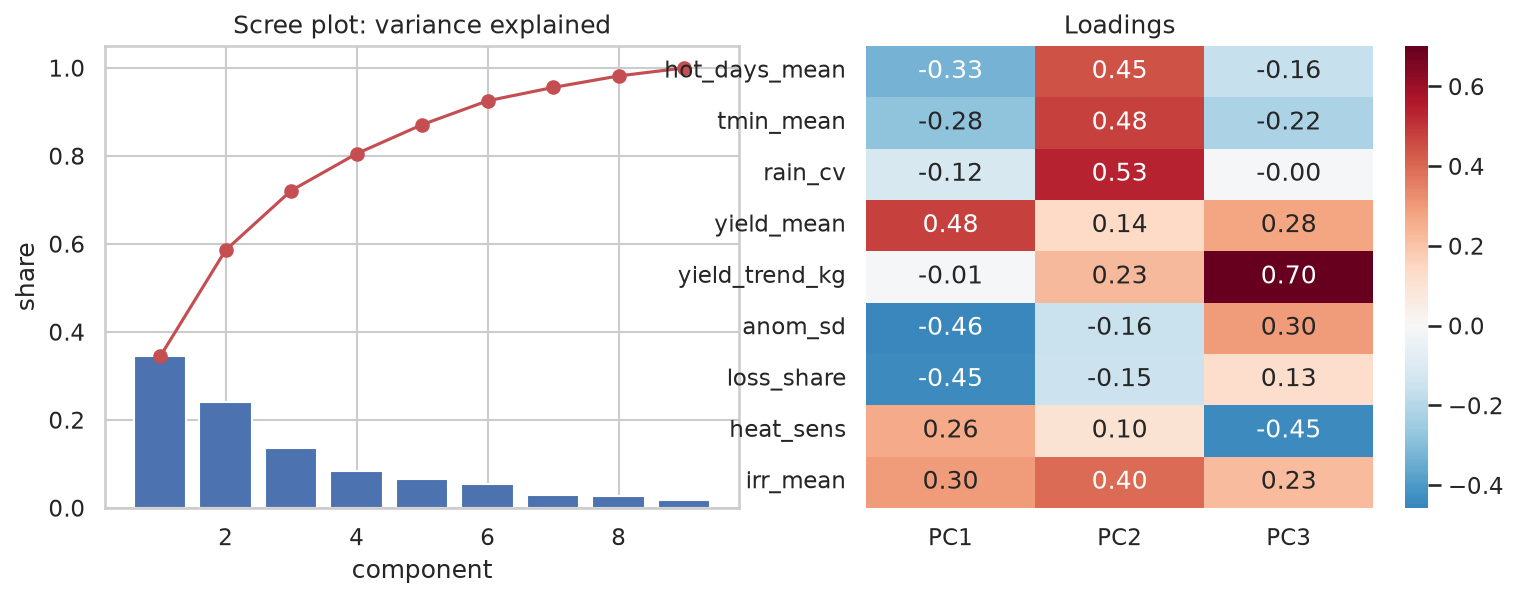 Scree plot: variance explained
share
1.0
0.8
0.6
0.4
0.2
0.0
2 4 6 8
component
Loadings
hot_days_mean -0.33 0.45 -0.16
tmin_mean -0.28 0.48 -0.22
rain_cv -0.12 0.53 -0.00
yield_mean 0.48 0.14 0.28
yield_trend_kg -0.01 0.23 0.70
anom_sd -0.46 -0.16 0.30
loss_share -0.45 -0.15 0.13
heat_sens 0.26 0.10 -0.45
irr_mean 0.30 0.40 0.23
PC1 PC2 PC3
0.6
0.4
0.2
0.0
−0.2
−0.4